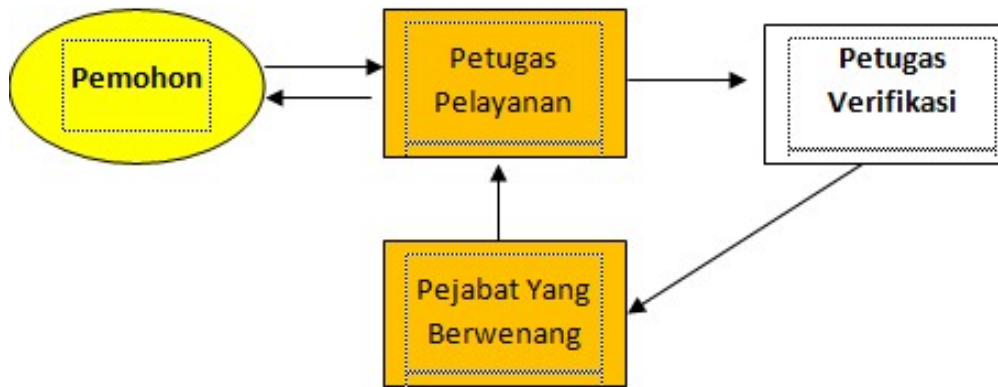 Pemohon
Petugas
Pelayanan
Petugas
Verifikasi
Pejabat Yang
Berwenang